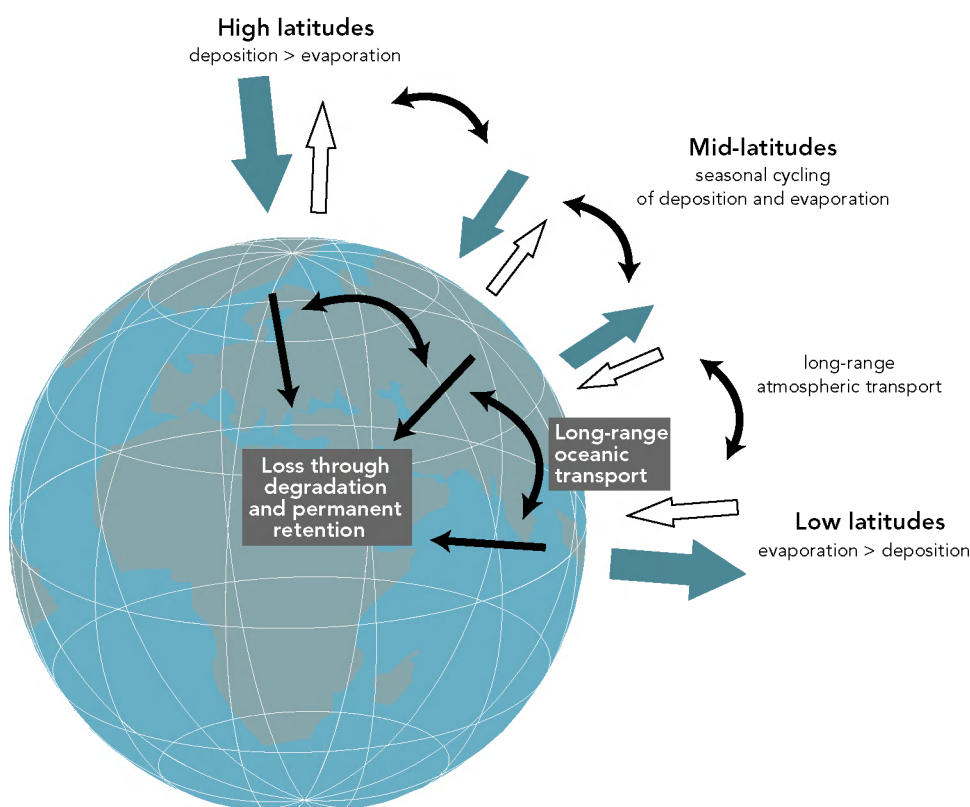 High latitudes
deposition > evaporation
Mid-latitudes
seasonal cycling
of deposition and evaporation
long-range
atmospheric transport
Long-range
oceanic
transport
Loss through
degradation
and permanent
retention
Low latitudes
evaporation > deposition